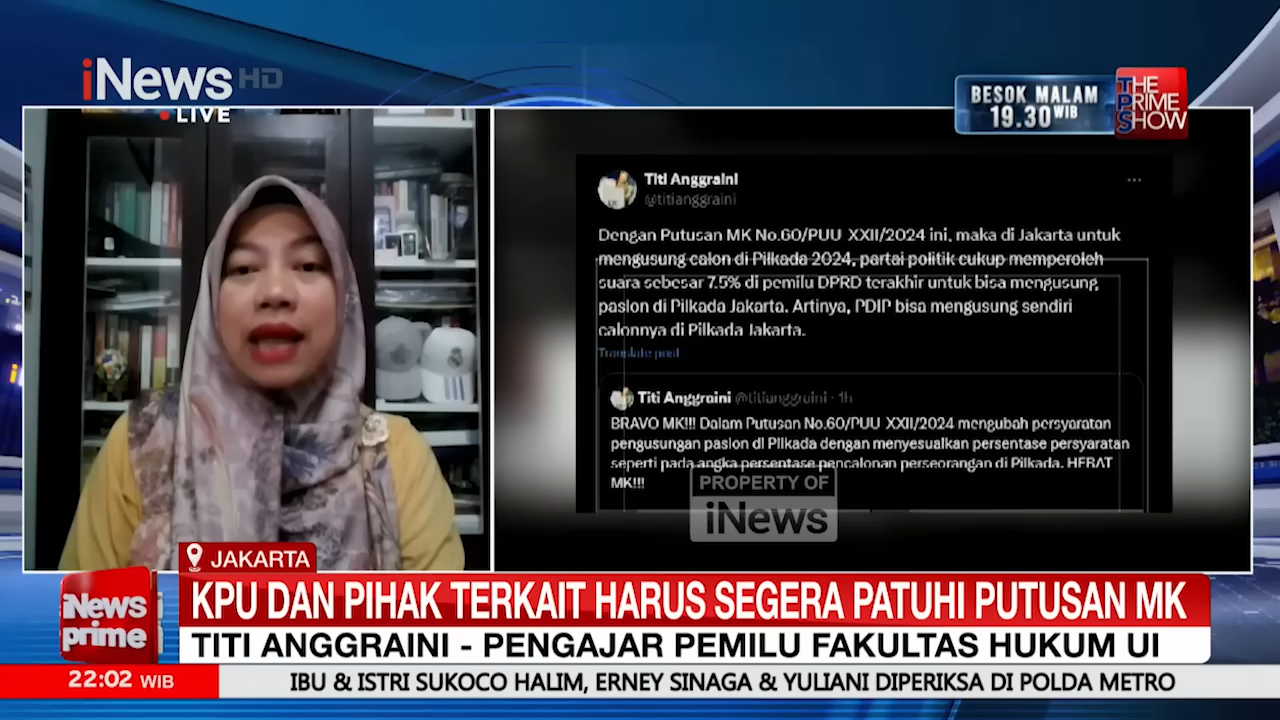 iNews HD
LIVE
BESOK MALAM
19.30 WIB
THE
PRIME
SHOW
TPS
Titi Anggraini
@titianggraini
Dengan Putusan MK No.60/PUU XXII/2024 ini, maka di Jakarta untuk
mengusung calon di Pilkada 2024, partai politik cukup memperoleh
suara sebesar 7.5% di pemilu DPRD terakhir untuk bisa mengusung
paslon di Pilkada Jakarta. Artinya, PDIP bisa mengusung sendiri
calonnya di Pilkada Jakarta.
Translate post
Titi Anggraini @titianggraini · 1h
BRAVO MK!!! Dalam Putusan No.60/PUU XXII/2024 mengubah persyaratan
pengusungan paslon di Pilkada dengan menyesuaikan persentase persyaratan
seperti pada angka persentase pencalonan perseorangan di Pilkada. HEBAT
MK!!!
PROPERTY OF
iNews
JAKARTA
KPU DAN PIHAK TERKAIT HARUS SEGERA PATUHI PUTUSAN MK
iNews
prime
TITI ANGGRAINI - PENGAJAR PEMILU FAKULTAS HUKUM UI
22:02 WIB
IBU & ISTRI SUKOCO HALIM, ERNEY SINAGA & YULIANI DIPERIKSA DI POLDA METRO